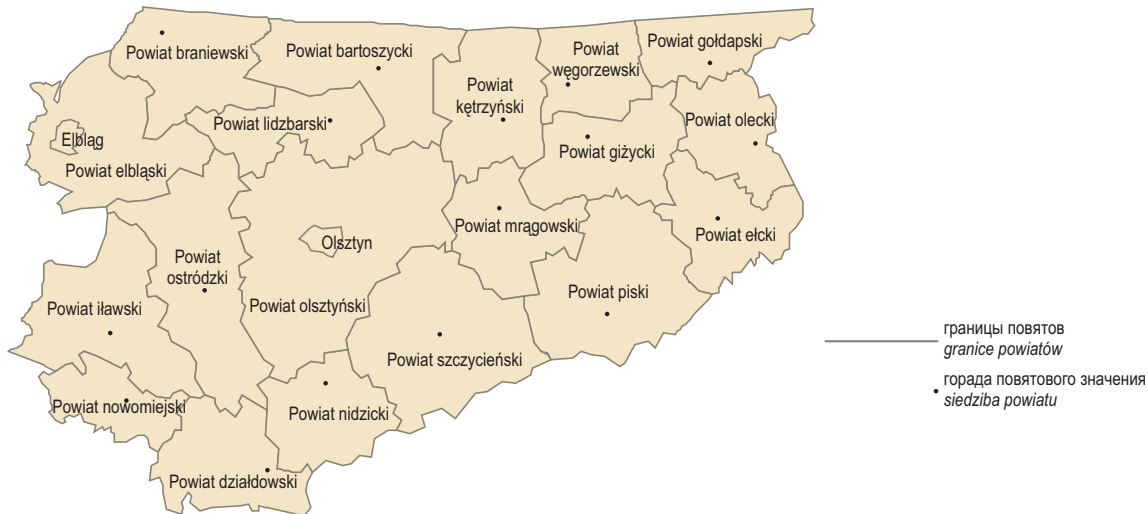 Powiat braniewski
Powiat bartoszycki
Powiat
węgorzewski
Powiat gołdapski
Powiat
kętrzyński
Powiat lidzbarski
Powiat olecki
Elbląg
Powiat giżycki
Powiat elbląski
Powiat mrągowski
Powiat ełcki
Olsztyn
Powiat
ostródzki
Powiat iławski
Powiat olsztyński
Powiat piski
Powiat szczycieński
Powiat nowomiejski
Powiat nidzicki
Powiat działdowski
границы повятов
granice powiatów
горада повятового значения
siedziba powiatu